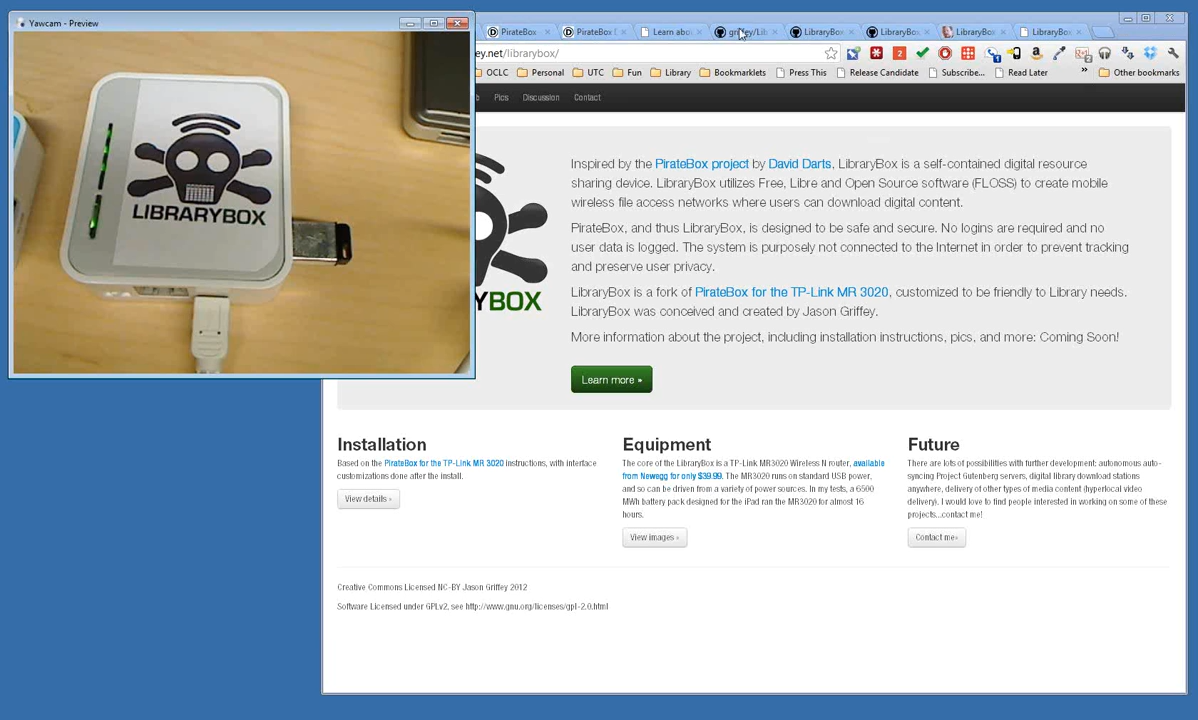 Yawcam - Preview
LIBRARYBOX
PirateBox
PirateBox
Learn abou
griffey/Lib
LibraryBo
LibraryBo
LibraryBo
LibraryBo
ey.net/librarybox/
OCLC
Personal
UTC
Fun
Library
Bookmarklets
Press This
Release Candidate
Subscribe...
Read Later
»
Other bookmarks
b
Pics
Discussion
Contact
YBOX
Inspired by the PirateBox project by David Darts, LibraryBox is a self-contained digital resource
sharing device. LibraryBox utilizes Free, Libre and Open Source software (FLOSS) to create mobile
wireless file access networks where users can download digital content.
PirateBox, and thus LibraryBox, is designed to be safe and secure. No logins are required and no
user data is logged. The system is purposely not connected to the Internet in order to prevent tracking
and preserve user privacy.
LibraryBox is a fork of PirateBox for the TP-Link MR 3020, customized to be friendly to Library needs.
LibraryBox was conceived and created by Jason Griffey.
More information about the project, including installation instructions, pics, and more: Coming Soon!
Learn more »
Installation
Based on the PirateBox for the TP-Link MR 3020 instructions, with interface
customizations done after the install.
View details »
Equipment
The core of the LibraryBox is a TP-Link MR3020 Wireless N router, available
from Newegg for only $39.99. The MR3020 runs on standard USB power,
and so can be driven from a variety of power sources. In my tests, a 6500
MWh battery pack designed for the iPad ran the MR3020 for almost 16
hours.
View images »
Future
There are lots of possibilities with further development: autonomous auto-
syncing Project Gutenberg servers, digital library download stations
anywhere, delivery of other types of media content (hyperlocal video
delivery). I would love to find people interested in working on some of these
projects...contact me!
Contact me»
Creative Commons Licensed NC-BY Jason Griffey 2012
Software Licensed under GPLv2, see http://www.gnu.org/licenses/gpl-2.0.html